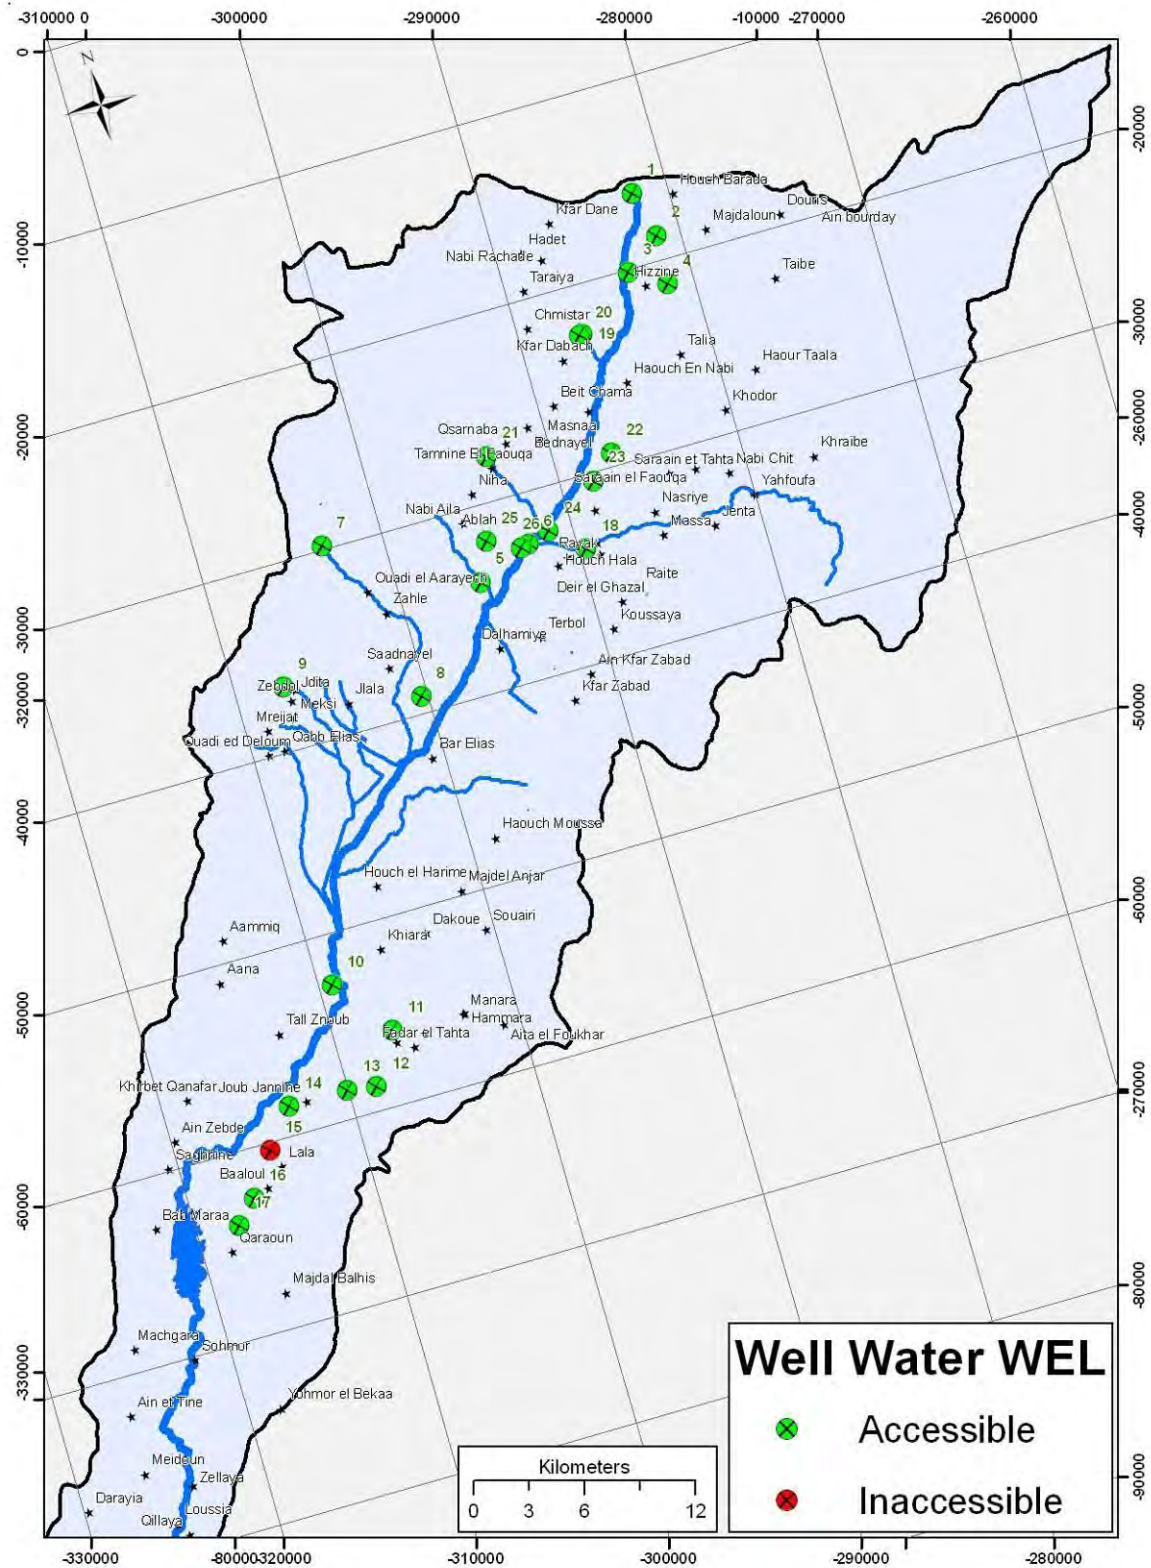 -310000 0
-300000
-290000
-280000
-10000 -270000
-260000
0
N
-20000
1
Houch Barada
Kfar Dane
2
Douris
Majdaloun
Ain bourday
-10000
Hadet
3
Nabi Rachade
4
Hizzine
Taibe
Taraiya
20
Chmistar
19
-30000
Kfar Dabach
Talia
Haour Taala
Haouch En Nabi
Beit Chama
Khodor
-260000
Masnaa
Qsarnaba
21
22
Bednayel
Khraibe
-20000
Tamnine El Faouqa
23
Saraain et Tahta
Nabi Chit
Niha
Saraain el Faouqa
Yahfoufa
Nasriye
Nabi Aila
24
Jenta
-40000
7
Ablah
25
26
6
18
Massa
Rayak
5
Houch Hala
Raite
Ouadi el Aarayech
Deir el Ghazal
Zahle
Koussaya
-30000
Dalhamiye
Terbol
Saadnayel
Ain Kfar Zabad
9
Zebdol
Jdita
8
Kfar Zabad
Meksi
Jlala
-320000
Mreijat
-50000
Ouadi ed Deloum
Qabb Elias
Bar Elias
-40000
Haouch Moussa
Houch el Harime
Majdel Anjar
-60000
Aammiq
Dakoue
Souairi
Khiara
10
Aana
Manara
-50000
11
Hammara
Tall Znoub
Fadar el Tahta
Aita el Foukhar
12
13
Khirbet Qanafar
Joub Jannine
14
-270000
Ain Zebde
15
Saghbine
Lala
Baaloul
16
-60000
17
Bab Maraa
Qaraoun
Majdal Balhis
-80000
Machgara
Sohmor
-330000
Yohmor el Bekaa
Ain et Tine
Meidoun
Zellaya
-90000
Darayia
Loussia
Qillaya
Well Water WEL
Accessible
Inaccessible
Kilometers
0 3 6 12
-330000
-80000
-320000
-310000
-300000
-290000
-280000